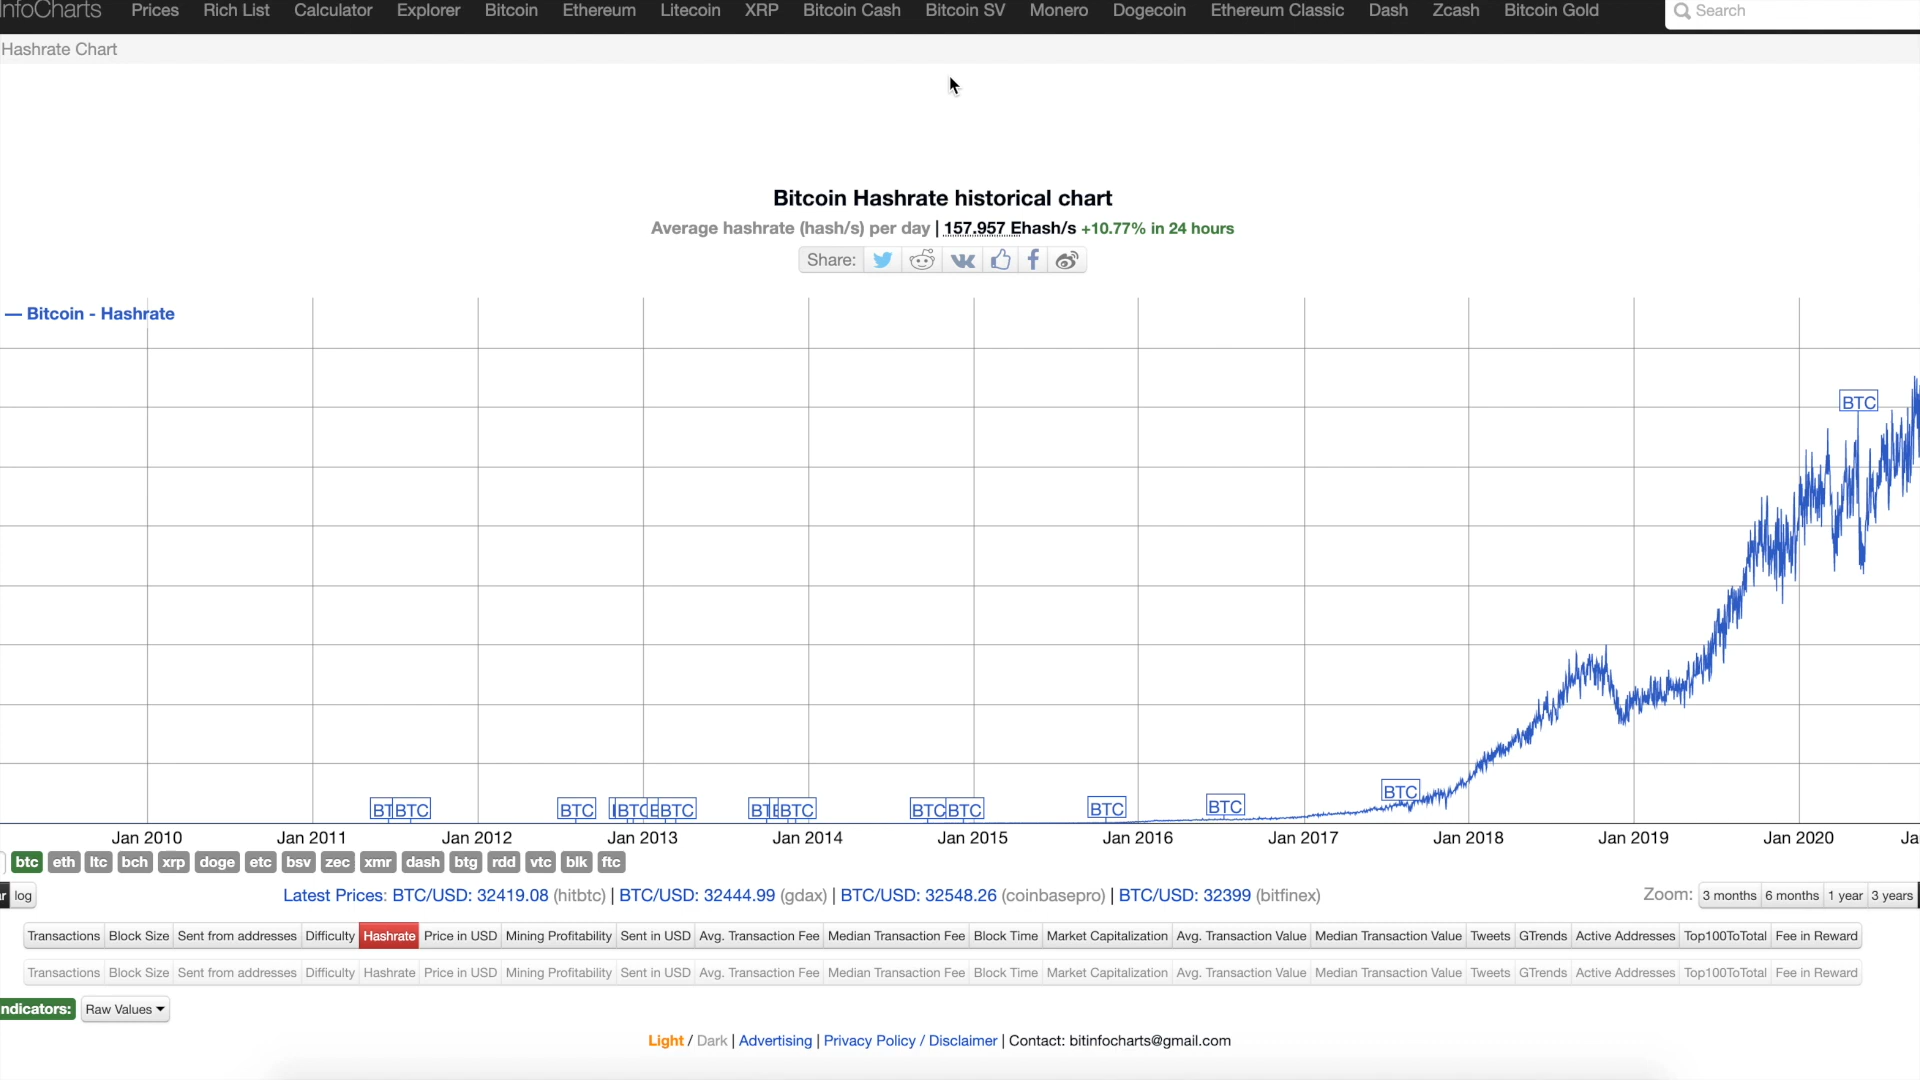 InfoCharts Prices Rich List Calculator Explorer Bitcoin Ethereum Litecoin XRP Bitcoin Cash Bitcoin SV Monero Dogecoin Ethereum Classic Dash Zcash Bitcoin Gold Search
Hashrate Chart
Bitcoin Hashrate historical chart
Average hashrate (hash/s) per day | 157.957 Ehash/s +10.77% in 24 hours
Share:
Bitcoin - Hashrate
BTC
BTC
BTC
BTC
BTC BTC BTC BTC BTC BTC BTC BTC
Jan 2010 Jan 2011 Jan 2012 Jan 2013 Jan 2014 Jan 2015 Jan 2016 Jan 2017 Jan 2018 Jan 2019 Jan 2020 Ja
btc eth ltc bch xrp doge etc bsv zec xmr dash btg rdd vtc blk ftc
r log Latest Prices: BTC/USD: 32419.08 (hitbtc) | BTC/USD: 32444.99 (gdax) | BTC/USD: 32548.26 (coinbasepro) | BTC/USD: 32399 (bitfinex) Zoom: 3 months 6 months 1 year 3 years
Transactions Block Size Sent from addresses Difficulty Hashrate Price in USD Mining Profitability Sent in USD Avg. Transaction Fee Median Transaction Fee Block Time Market Capitalization Avg. Transaction Value Median Transaction Value Tweets GTrends Active Addresses Top100ToTotal Fee in Reward
Transactions Block Size Sent from addresses Difficulty Hashrate Price in USD Mining Profitability Sent in USD Avg. Transaction Fee Median Transaction Fee Block Time Market Capitalization Avg. Transaction Value Median Transaction Value Tweets GTrends Active Addresses Top100ToTotal Fee in Reward
ndicators: Raw Values
Light / Dark | Advertising | Privacy Policy / Disclaimer | Contact: bitinfocharts@gmail.com